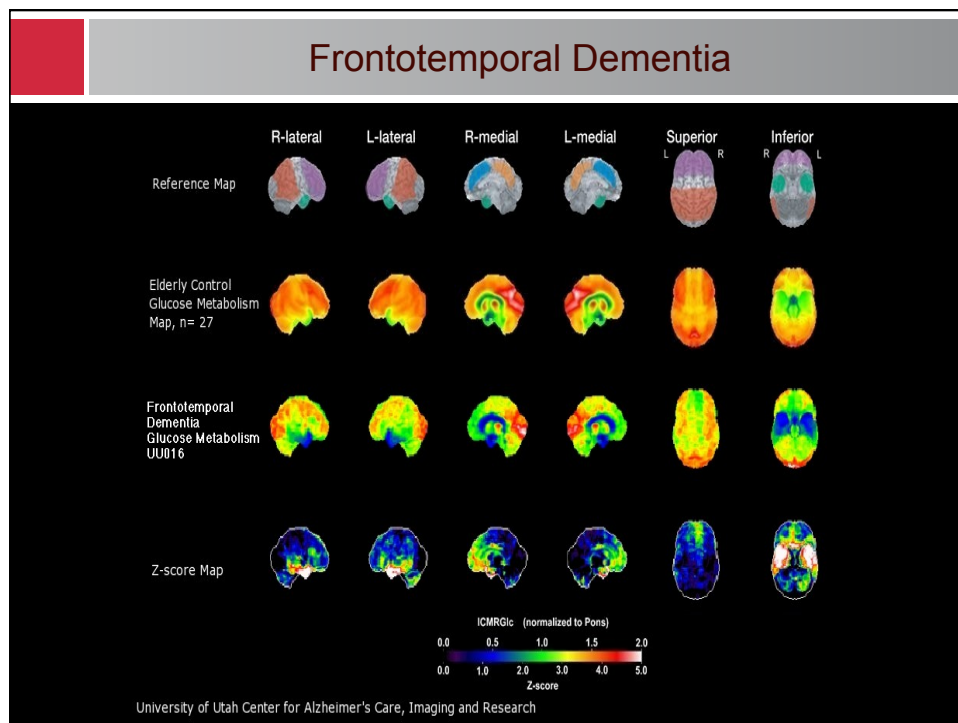 Frontotemporal Dementia
R-lateral L-lateral R-medial L-medial Superior Inferior
L R R L
Reference Map
Elderly Control
Glucose Metabolism
Map, n= 27
Frontotemporal
Dementia
Glucose Metabolism
UU016
Z-score Map
lCMRGlc (normalized to Pons)
0.0 0.5 1.0 1.5 2.0
0.0 1.0 2.0 3.0 4.0 5.0
Z-score
University of Utah Center for Alzheimer's Care, Imaging and Research